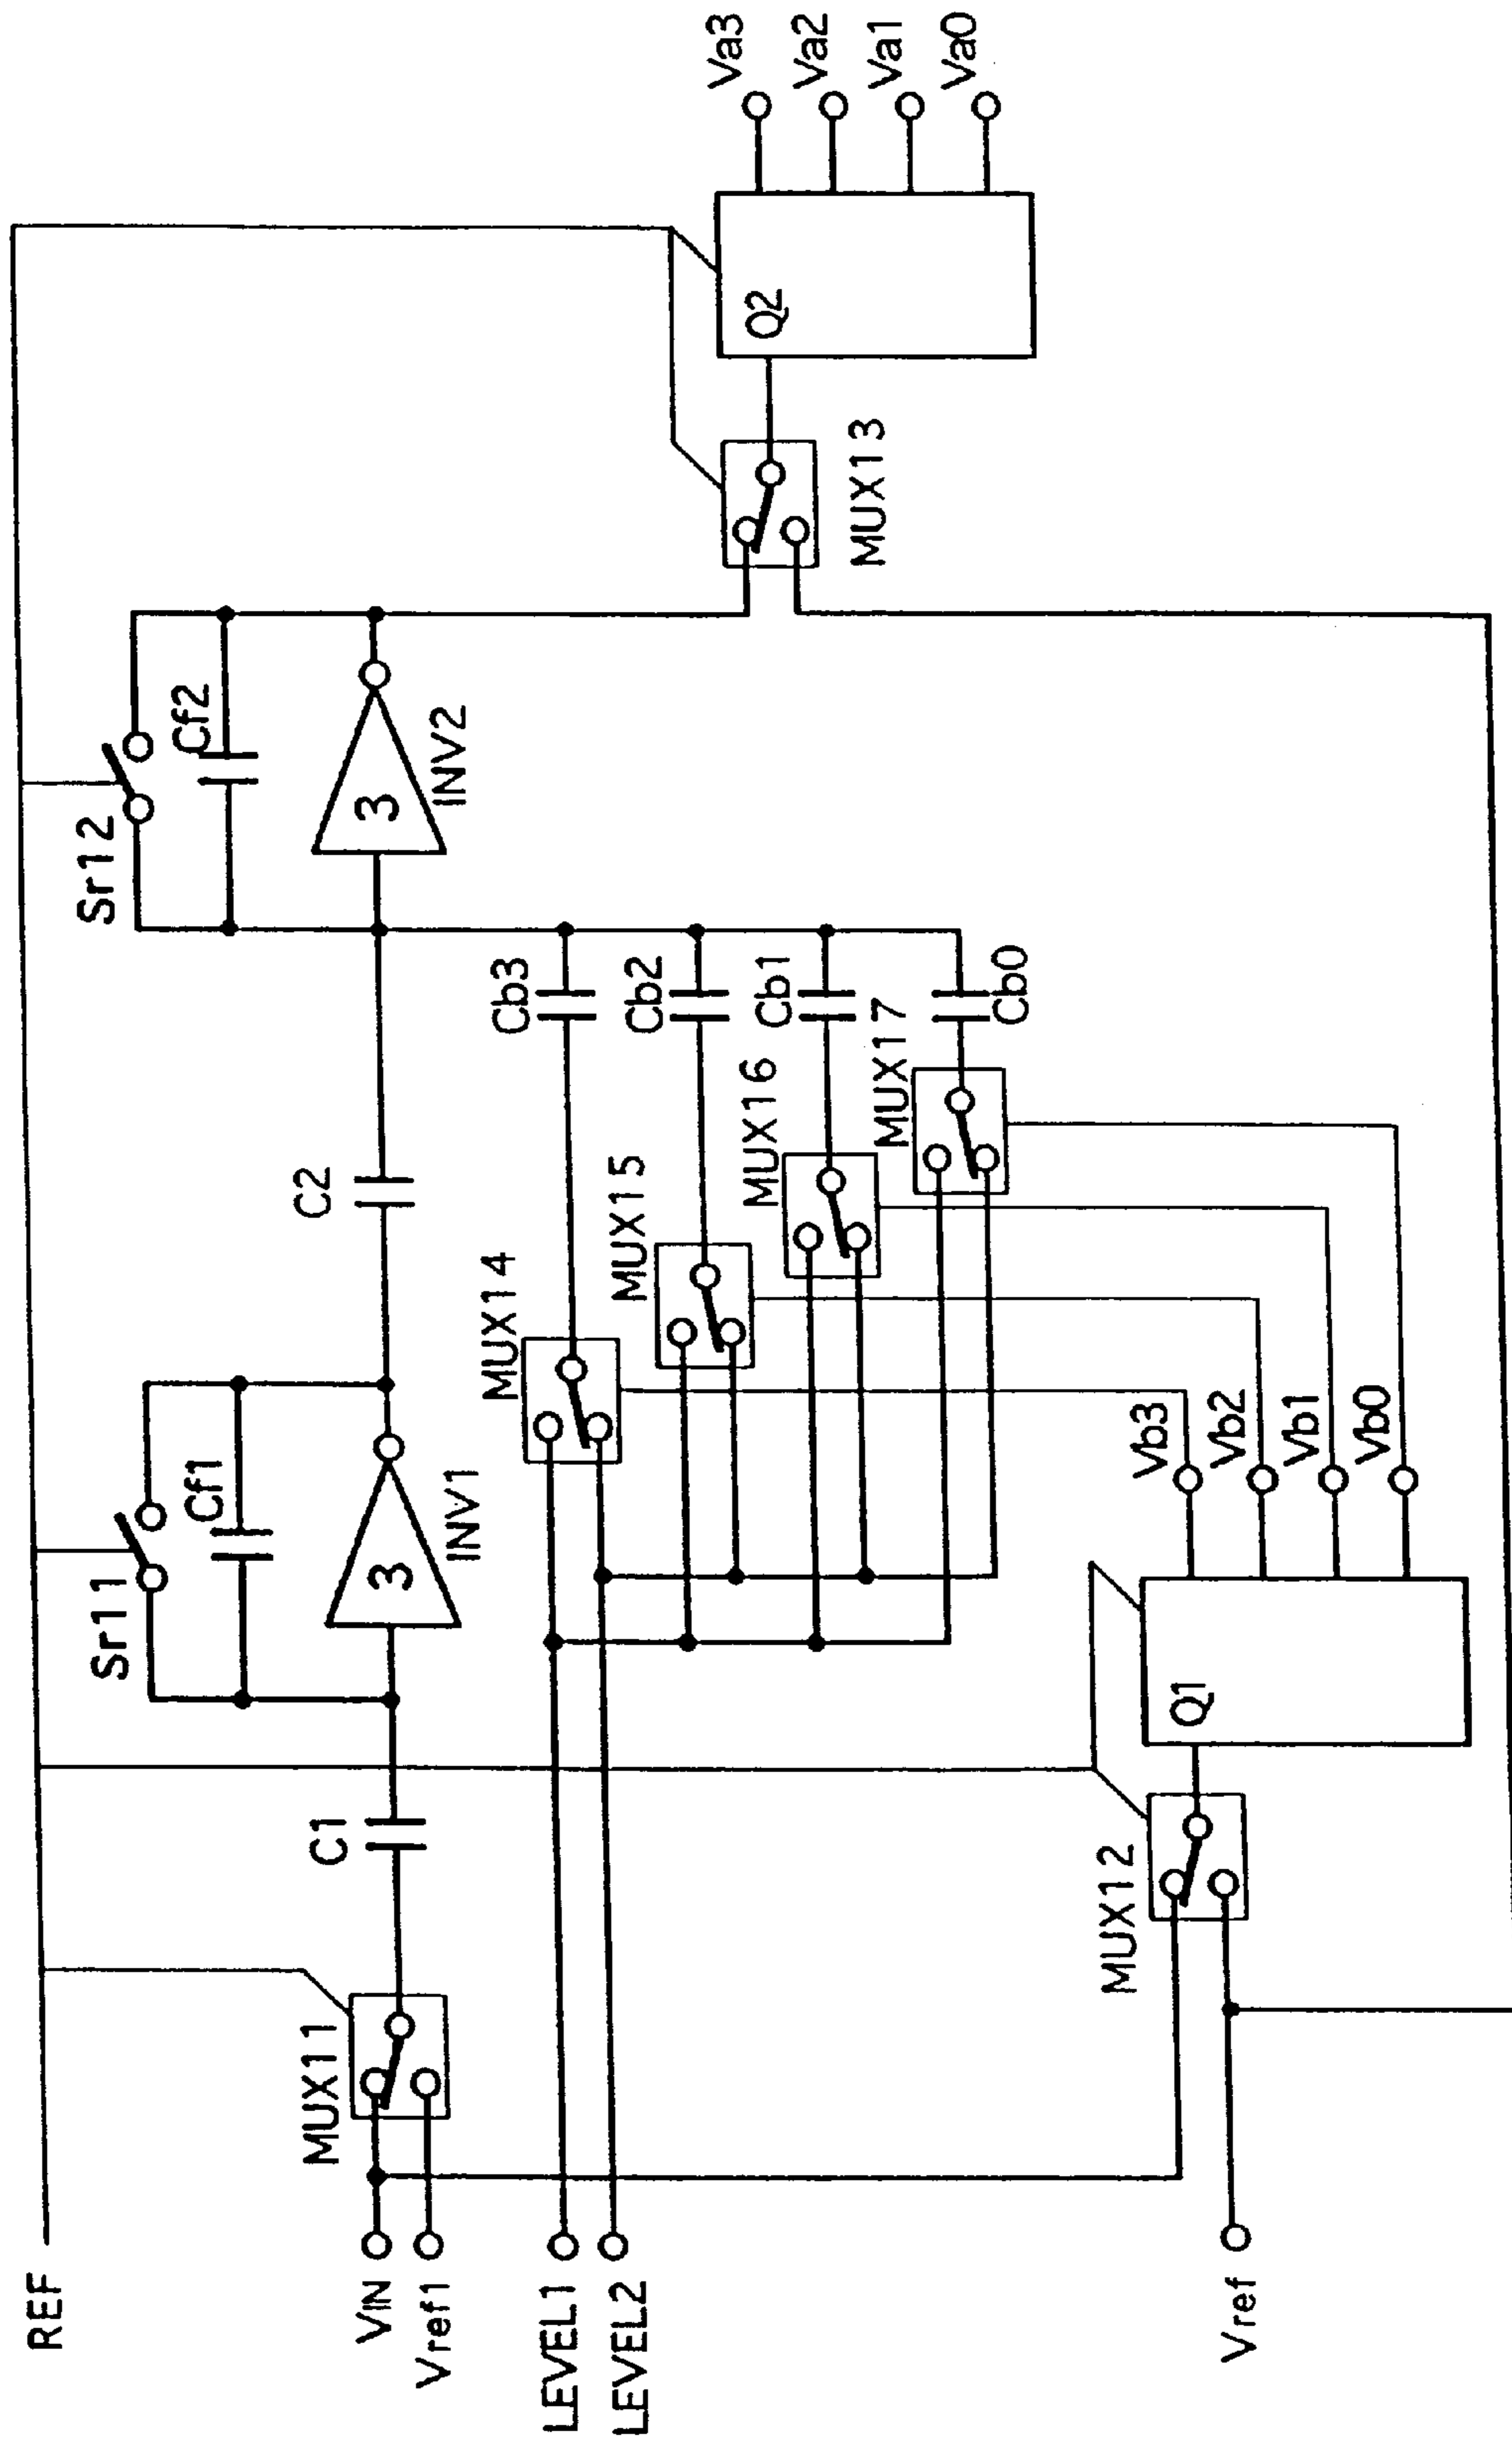 REF
Sr11
Sr12
Cf1
Cf2
MUX11
C1
3
INV1
C2
3
INV2
VIN
Vref1
MUX14
Cb3
LEVEL1
LEVEL2
MUX15
Cb2
MUX16
Cb1
MUX17
Cb0
MUX13
Q2
Va3
Va2
Va1
Va0
MUX12
Q1
Vb3
Vb2
Vb1
Vb0
Vref